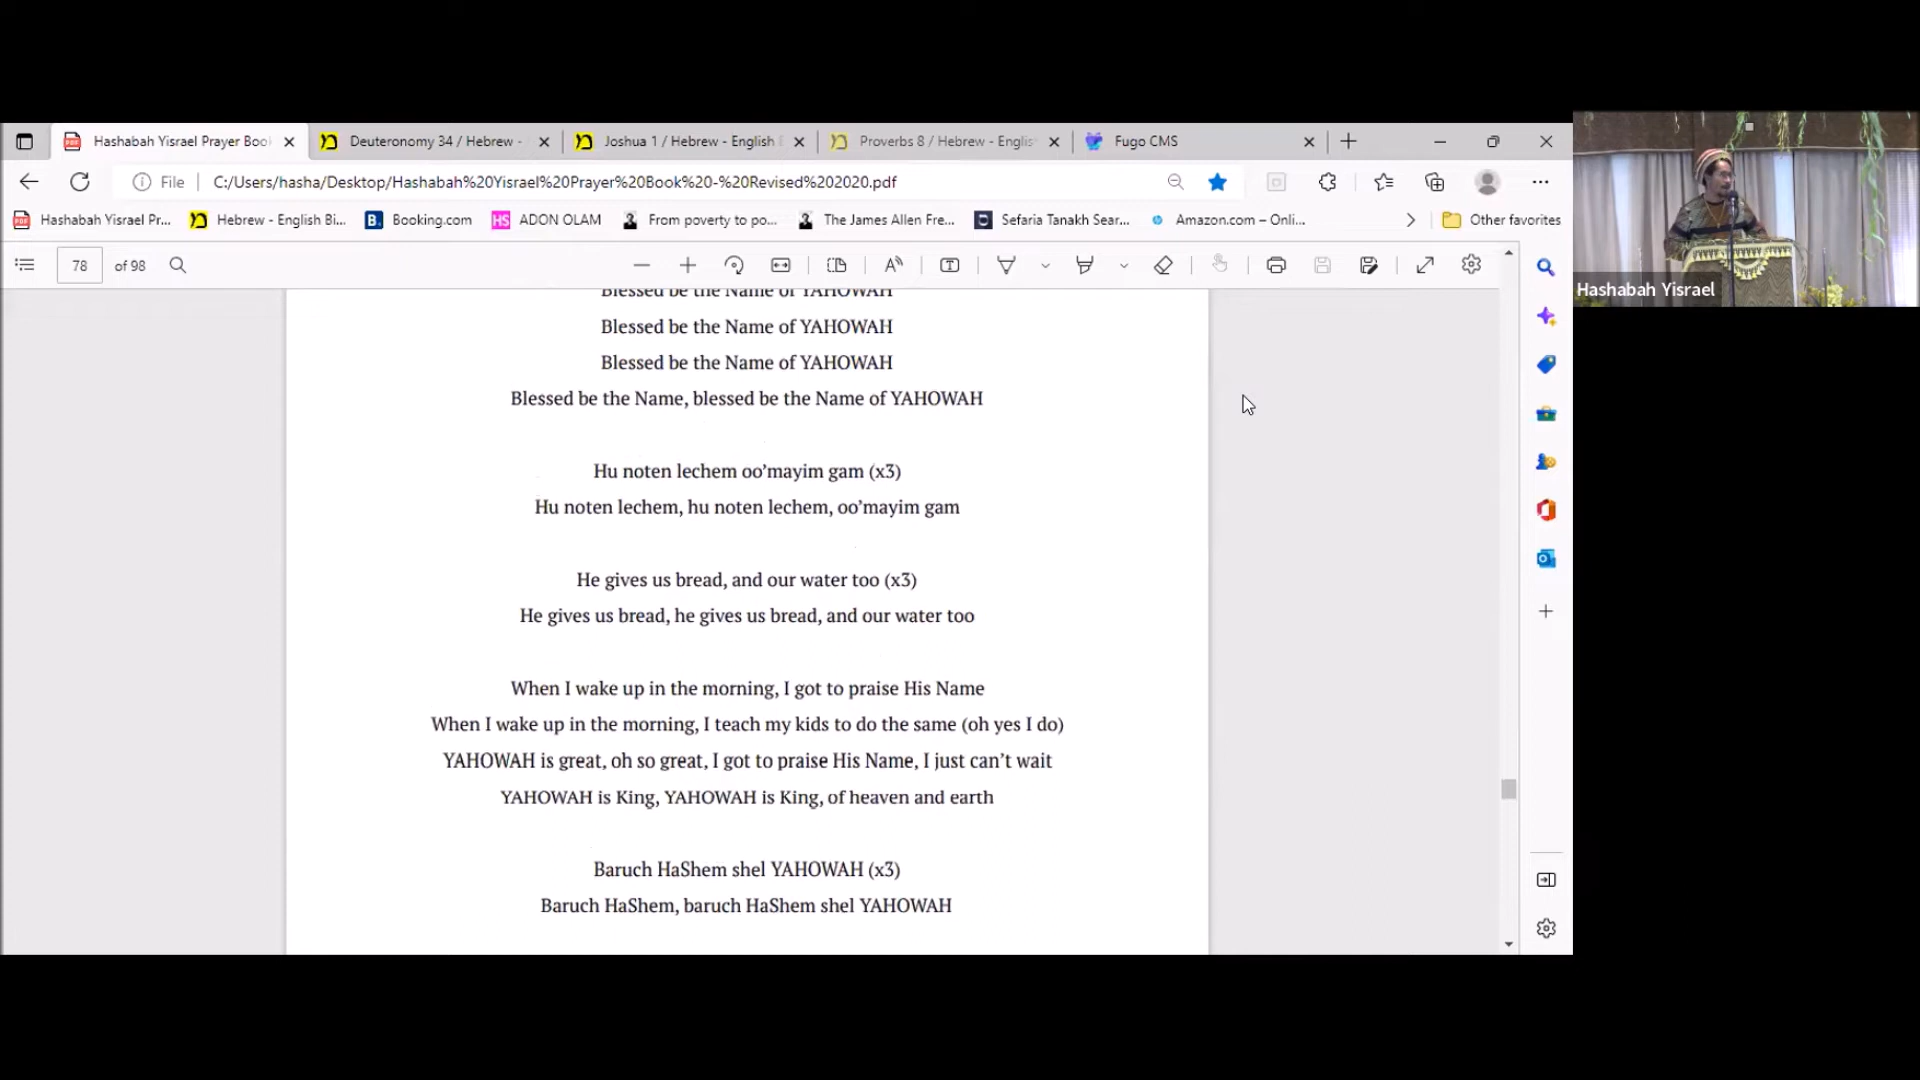 Hashabah Yisrael Prayer Boo
Deuteronomy 34 / Hebrew -
Joshua 1 / Hebrew - English
Proverbs 8 / Hebrew - Englis
Fugo CMS
File
C:/Users/hasha/Desktop/Hashabah%20Yisrael%20Prayer%20Book%20-%20Revised%202020.pdf
Hashabah Yisrael Pr...
Hebrew - English Bi...
Booking.com
HS ADON OLAM
From poverty to po...
The James Allen Fre...
Sefaria Tanakh Sear...
Amazon.com – Onli...
Other favorites
78 of 98
Blessed be the Name of YAHOWAH
Blessed be the Name of YAHOWAH
Blessed be the Name of YAHOWAH
Blessed be the Name, blessed be the Name of YAHOWAH
Hu noten lechem oo’mayim gam (x3)
Hu noten lechem, hu noten lechem, oo’mayim gam
He gives us bread, and our water too (x3)
He gives us bread, he gives us bread, and our water too
When I wake up in the morning, I got to praise His Name
When I wake up in the morning, I teach my kids to do the same (oh yes I do)
YAHOWAH is great, oh so great, I got to praise His Name, I just can’t wait
YAHOWAH is King, YAHOWAH is King, of heaven and earth
Baruch HaShem shel YAHOWAH (x3)
Baruch HaShem, baruch HaShem shel YAHOWAH
Hashabah Yisrael